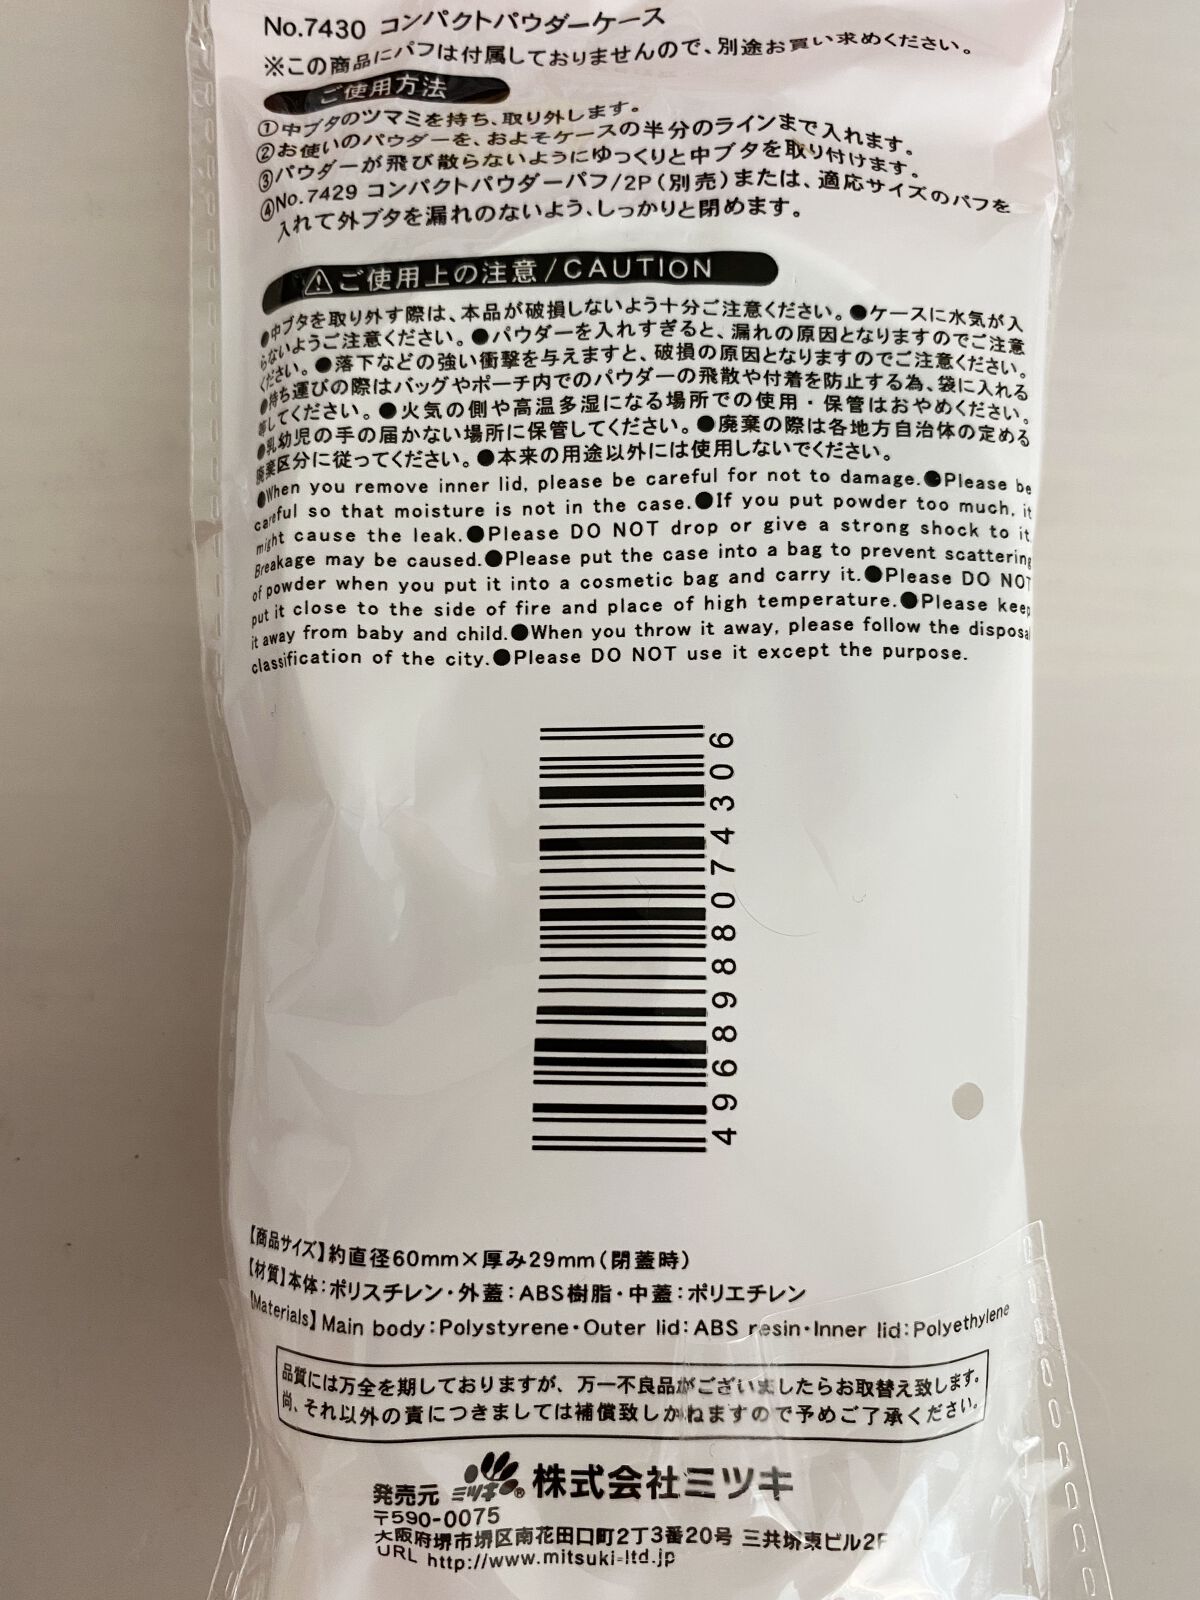 No.7430 コンパクトパウダーケース
※この商品にパフは付属しておりませんので、別途お買い求めください。
ご使用方法
①中ブタのツマミを持ち、取り外します。
②お使いのパウダーを、およそケースの半分のラインまで入れます。
③パウダーが飛び散らないようにゆっくりと中ブタを取り付けます。
④No.7429 コンパクトパウダーパフ/2P(別売)または、適応サイズのパフを
入れて外ブタを漏れのないよう、しっかりと閉めます。
⚠ご使用上の注意/CAUTION
●中ブタを取り外す際は、本品が破損しないよう十分ご注意ください。●ケースに水気が入
らないようご注意ください。●パウダーを入れすぎると、漏れの原因となりますのでご注意
ください。●落下などの強い衝撃を与えますと、破損の原因となりますのでご注意ください。
●持ち運びの際はバッグやポーチ内でのパウダーの飛散や付着を防止する為、袋に入れる
等してください。●火気の側や高温多湿になる場所での使用・保管はおやめください。
●乳幼児の手の届かない場所に保管してください。●廃棄の際は各地方自治体の定める
廃棄区分に従ってください。●本来の用途以外には使用しないでください。
●When you remove inner lid, please be careful for not to damage.●Please be
careful so that moisture is not in the case.●If you put powder too much, it
might cause the leak.●Please DO NOT drop or give a strong shock to it.
Breakage may be caused.●Please put the case into a bag to prevent scattering
of powder when you put it into a cosmetic bag and carry it.●Please DO NOT
put it close to the side of fire and place of high temperature.●Please keep
it away from baby and child.●When you throw it away, please follow the disposal
classification of the city.●Please DO NOT use it except the purpose.
4968988074306
【商品サイズ】約直径60mm×厚み29mm(閉蓋時)
【材質】本体:ポリスチレン・外蓋:ABS樹脂・中蓋:ポリエチレン
【Materials】Main body:Polystyrene・Outer lid:ABS resin・Inner lid:Polyethylene
品質には万全を期しておりますが、万一不良品がございましたらお取替え致します。
尚、それ以外の責につきましては補償致しかねますので予めご了承ください。
発売元 ミツキ® 株式会社ミツキ
〒590-0075
大阪府堺市堺区南花田口町2丁3番20号 三共堺東ビル2F
URL http://www.mitsuki-ltd.jp